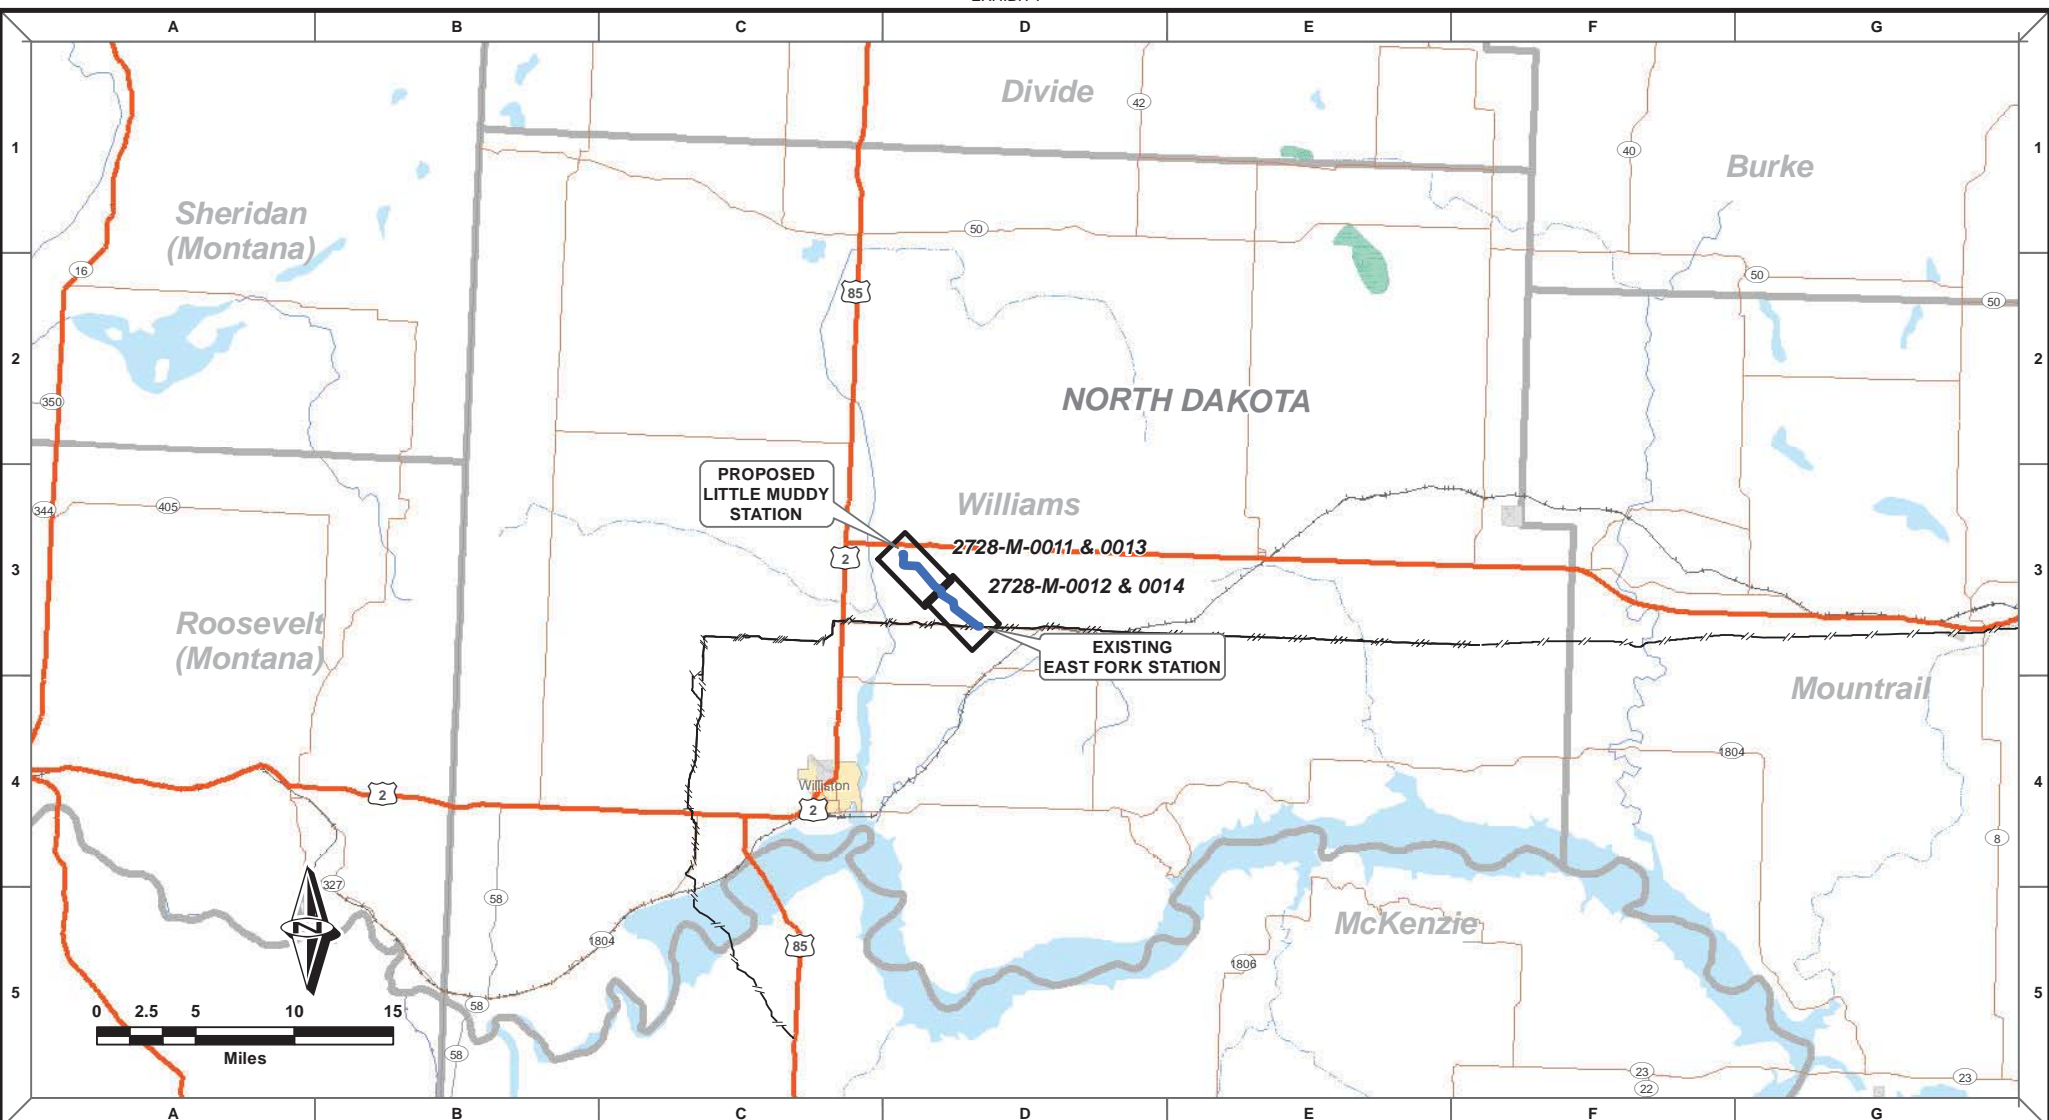 A B C D E F G
Divide
42
1
1
40
Burke
Sheridan
(Montana)
50
16
50
85
50
2
2
350
NORTH DAKOTA
PROPOSED
LITTLE MUDDY
STATION
Williams
405
344
2728-M-0011 & 0013
2
3
3
2728-M-0012 & 0014
Roosevelt
(Montana)
EXISTING
EAST FORK STATION
Mountrail
1804
4
4
Williston
2
2
8
327
58
McKenzie
N
1804
85
1806
5
5
58
0 2.5 5 10 15
Miles
58
23
22
23
A B C D E F G